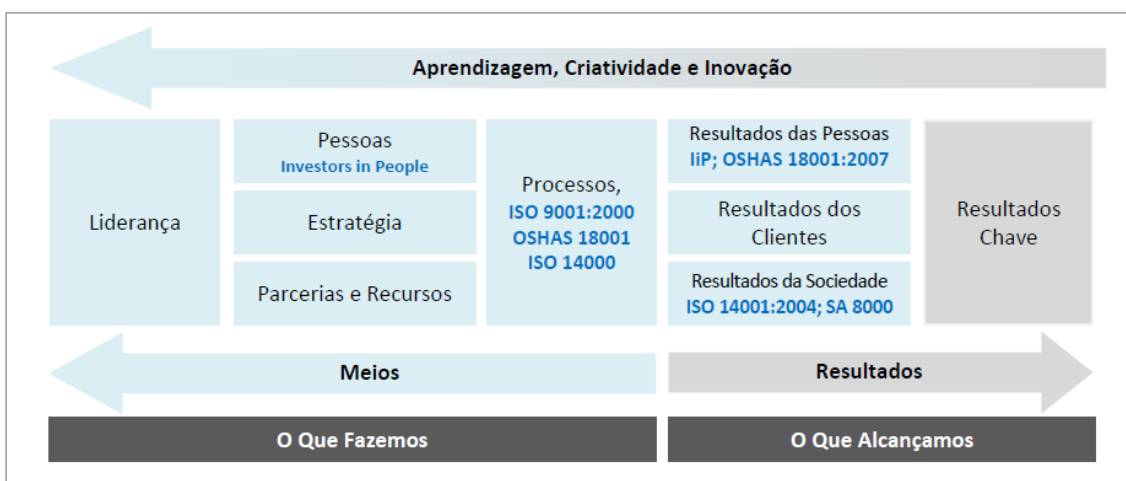 Aprendizagem, Criatividade e Inovação
Liderança
Pessoas
Investors in People
Estratégia
Parcerias e Recursos
Processos,
ISO 9001:2000
OSHAS 18001
ISO 14000
Resultados das Pessoas
IiP; OSHAS 18001:2007
Resultados dos
Clientes
Resultados da Sociedade
ISO 14001:2004; SA 8000
Resultados
Chave
Meios
Resultados
O Que Fazemos
O Que Alcançamos